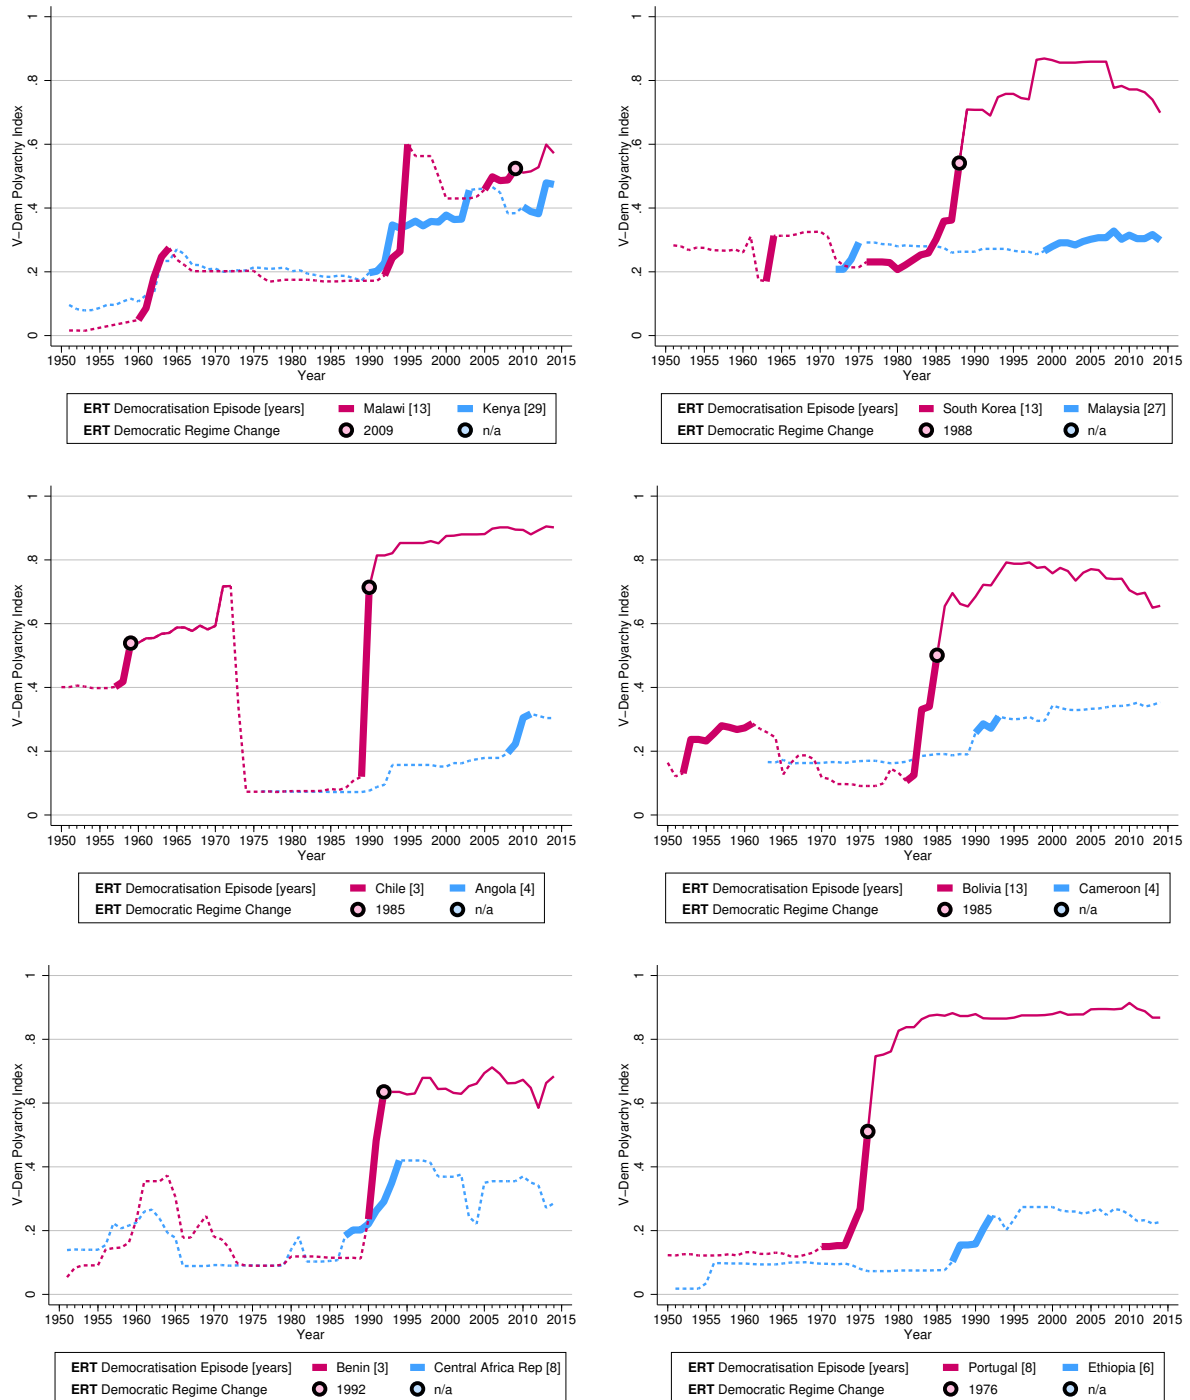 V-Dem Polyarchy Index
1
.8
.6
.4
.2
0
1950 1955 1960 1965 1970 1975 1980 1985 1990 1995 2000 2005 2010 2015
Year
ERT Democratisation Episode [years] Malawi [13] Kenya [29]
ERT Democratic Regime Change 2009 n/a
V-Dem Polyarchy Index
1
.8
.6
.4
.2
0
1950 1955 1960 1965 1970 1975 1980 1985 1990 1995 2000 2005 2010 2015
Year
ERT Democratisation Episode [years] South Korea [13] Malaysia [27]
ERT Democratic Regime Change 1988 n/a
V-Dem Polyarchy Index
1
.8
.6
.4
.2
0
1950 1955 1960 1965 1970 1975 1980 1985 1990 1995 2000 2005 2010 2015
Year
ERT Democratisation Episode [years] Chile [3] Angola [4]
ERT Democratic Regime Change 1985 n/a
V-Dem Polyarchy Index
1
.8
.6
.4
.2
0
1950 1955 1960 1965 1970 1975 1980 1985 1990 1995 2000 2005 2010 2015
Year
ERT Democratisation Episode [years] Bolivia [13] Cameroon [4]
ERT Democratic Regime Change 1985 n/a
V-Dem Polyarchy Index
1
.8
.6
.4
.2
0
1950 1955 1960 1965 1970 1975 1980 1985 1990 1995 2000 2005 2010 2015
Year
ERT Democratisation Episode [years] Benin [3] Central Africa Rep [8]
ERT Democratic Regime Change 1992 n/a
V-Dem Polyarchy Index
1
.8
.6
.4
.2
0
1950 1955 1960 1965 1970 1975 1980 1985 1990 1995 2000 2005 2010 2015
Year
ERT Democratisation Episode [years] Portugal [8] Ethiopia [6]
ERT Democratic Regime Change 1976 n/a